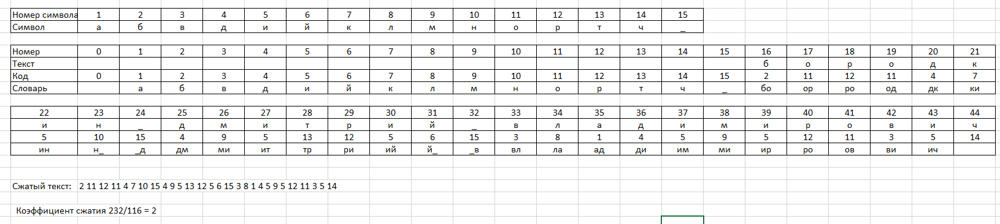 Номер символа 1 2 3 4 5 6 7 8 9 10 11 12 13 14 15
Символ а б в д и й к л м н о р т ч _
Номер 0 1 2 3 4 5 6 7 8 9 10 11 12 13 14 15 16 17 18 19 20 21
Текст б о р о д к
Код 0 1 2 3 4 5 6 7 8 9 10 11 12 13 14 15 2 11 12 11 4 7
Словарь а б в д и й к л м н о р т ч _ бо ор ро од дк ки
22 23 24 25 26 27 28 29 30 31 32 33 34 35 36 37 38 39 40 41 42 43 44
и н _ д м и т р и й _ в л а д и м и р о в и ч
5 10 15 4 9 5 13 12 5 6 15 3 8 1 4 5 9 5 12 11 3 5 14
ин н_ _д дм ми ит тр ри ий й_ _в вл ла ад ди им ми ир ро ов ви ич
Сжатый текст: 2 11 12 11 4 7 10 15 4 9 5 13 12 5 6 15 3 8 1 4 5 9 5 12 11 3 5 14
Коэффициент сжатия 232/116 = 2